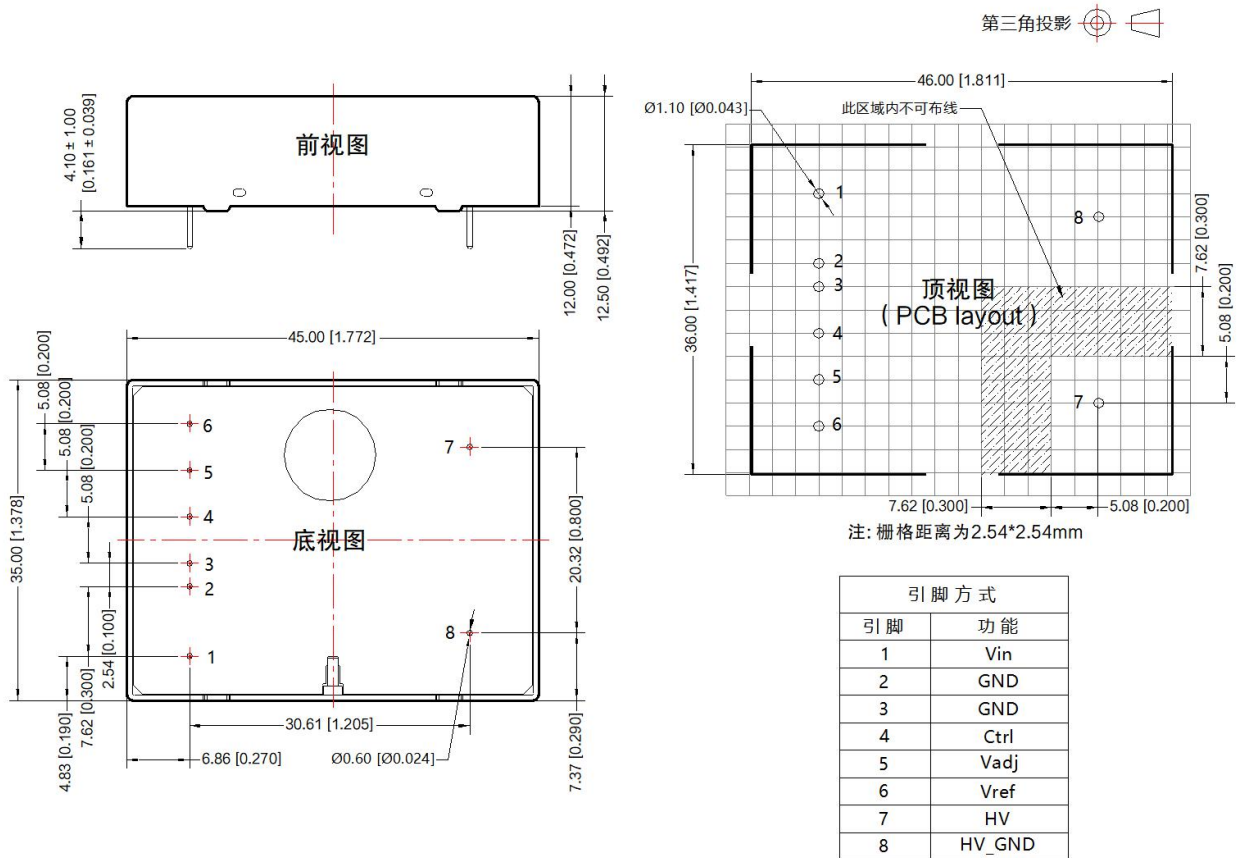 第三角投影
46.00 [1.811]
Ø1.10 [Ø0.043]
此区域内不可布线
前视图
4.10 ± 1.00
[0.161 ± 0.039]
12.00 [0.472]
12.50 [0.492]
1
2
3
4
5
6
8
7
顶视图
( PCB layout )
36.00 [1.417]
7.62 [0.300]
5.08 [0.200]
7.62 [0.300]
5.08 [0.200]
注: 栅格距离为2.54*2.54mm
45.00 [1.772]
5.08 [0.200]
5.08 [0.200]
5.08 [0.200]
35.00 [1.378]
6
5
4
3
2
1
7
8
底视图
20.32 [0.800]
2.54 [0.100]
7.62 [0.300]
4.83 [0.190]
30.61 [1.205]
6.86 [0.270]
Ø0.60 [Ø0.024]
7.37 [0.290]
引脚方式
引脚 功能
1 Vin
2 GND
3 GND
4 Ctrl
5 Vadj
6 Vref
7 HV
8 HV_GND